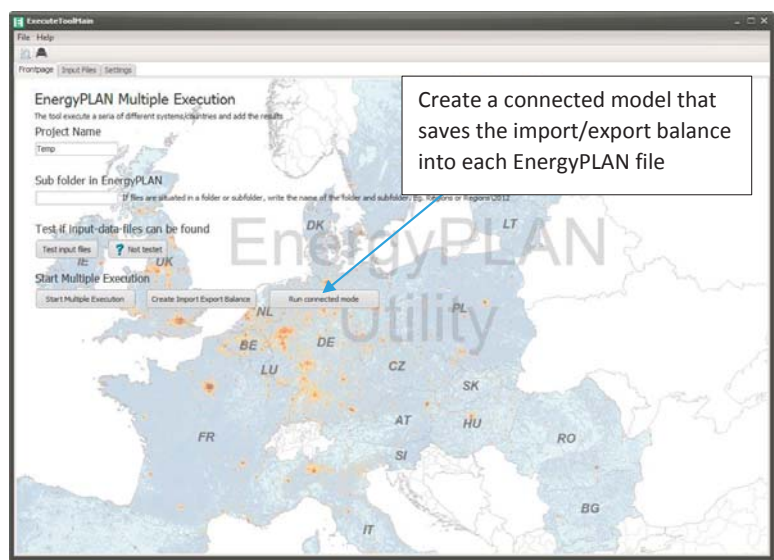 ExecuteToolMain
File Help
Frontpage Input Files Settings
EnergyPLAN Multiple Execution
The tool execute a seria of different systems/countries and add the results
Project Name
Temp
Sub folder in EnergyPLAN
If files are situated in a folder or subfolder, write the name of the folder and subfolder. Eg. Regions or Regions\2012
Test if input-data-files can be found
Test input files ? Not testet
Start Multiple Execution
Start Multiple Execution Create Import Export Balance Run connected mode
Create a connected model that
saves the import/export balance
into each EnergyPLAN file
EnergyPLAN
Utility
DK
LT
IE
UK
NL
PL
BE
DE
LU
CZ
SK
AT
HU
FR
RO
SI
BG
IT